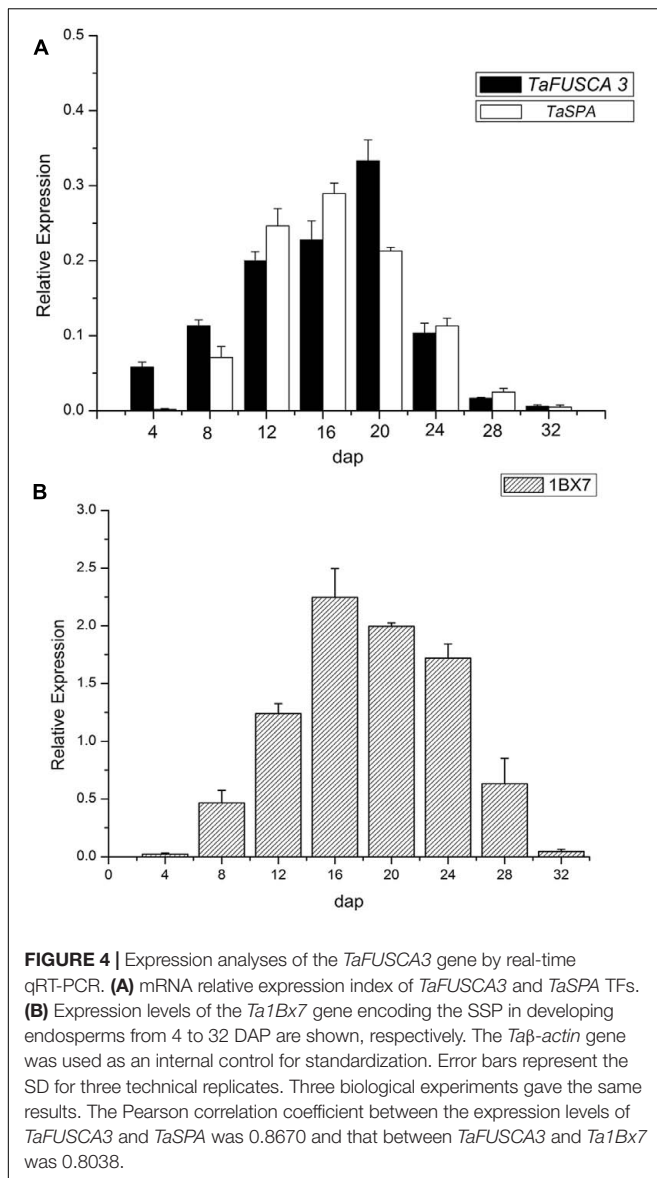 A
TaFUSCA 3
TaSPA
Relative Expression
0.5
0.4
0.3
0.2
0.1
0.0
4 8 12 16 20 24 28 32
dap
B
1BX7
Relative Expression
3.0
2.5
2.0
1.5
1.0
0.5
0.0
0 4 8 12 16 20 24 28 32
dap
FIGURE 4 | Expression analyses of the TaFUSCA3 gene by real-time
qRT-PCR. (A) mRNA relative expression index of TaFUSCA3 and TaSPA TFs.
(B) Expression levels of the Ta1Bx7 gene encoding the SSP in developing
endosperms from 4 to 32 DAP are shown, respectively. The Taβ-actin gene
was used as an internal control for standardization. Error bars represent the
SD for three technical replicates. Three biological experiments gave the same
results. The Pearson correlation coefficient between the expression levels of
TaFUSCA3 and TaSPA was 0.8670 and that between TaFUSCA3 and Ta1Bx7
was 0.8038.